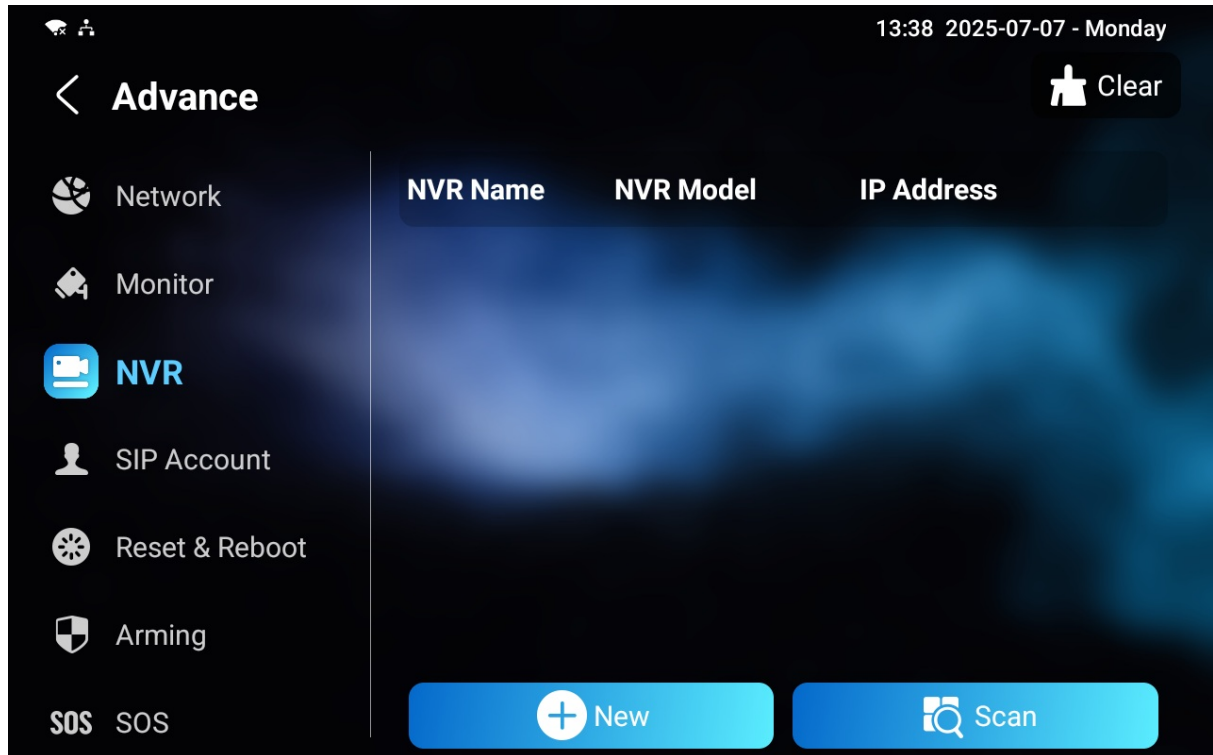 13:38 2025-07-07 - Monday
Advance
Clear
Network
Monitor
NVR
SIP Account
Reset & Reboot
Arming
SOS SOS
NVR Name NVR Model IP Address
New
Scan